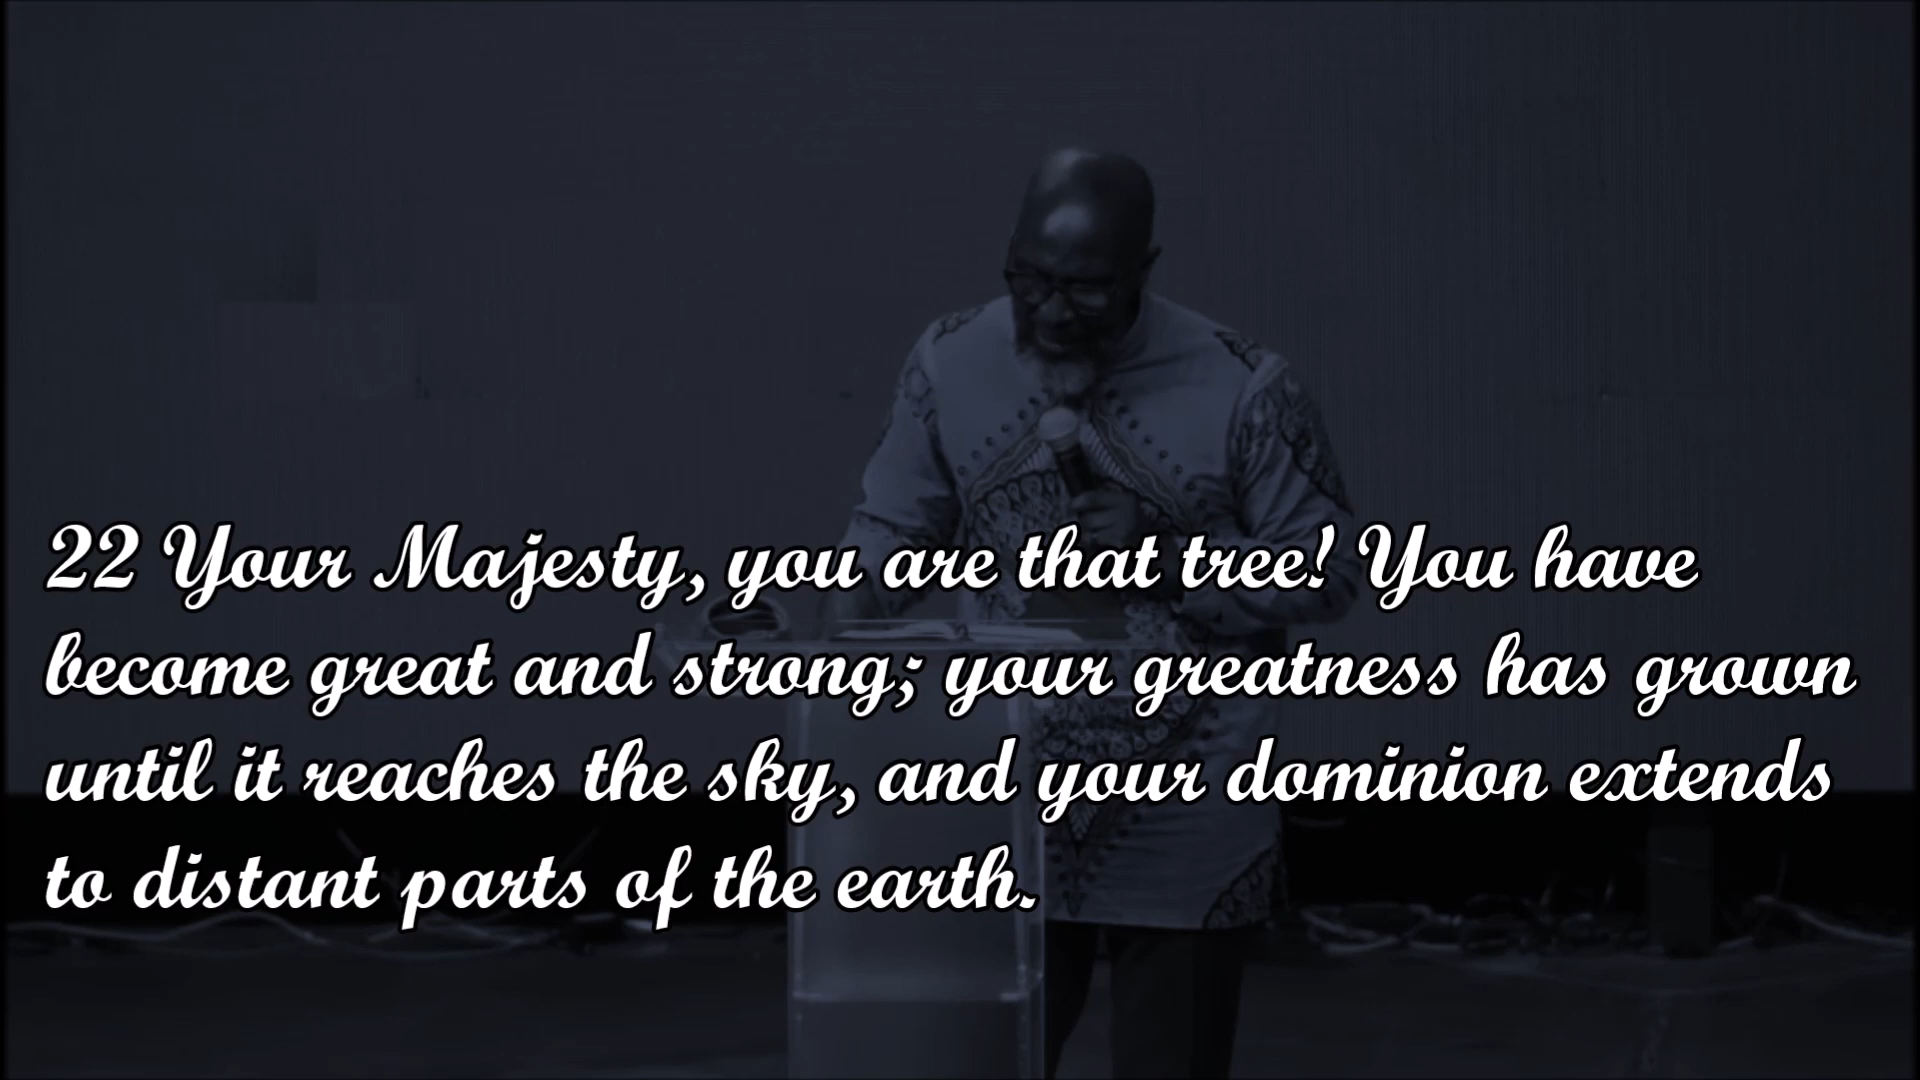 22 Your Majesty, you are that tree! You have
become great and strong; your greatness has grown
until it reaches the sky, and your dominion extends
to distant parts of the earth.